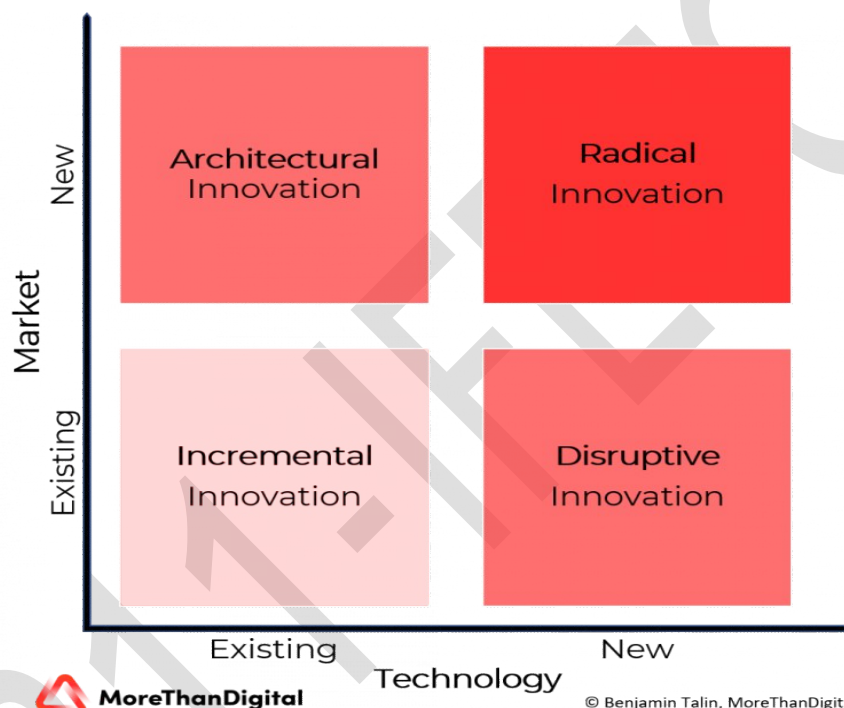 New
Architectural
Innovation
Radical
Innovation
Market
Existing
Incremental
Innovation
Disruptive
Innovation
Existing
New
Technology
MoreThanDigital
© Benjamin Talin, MoreThanDigit